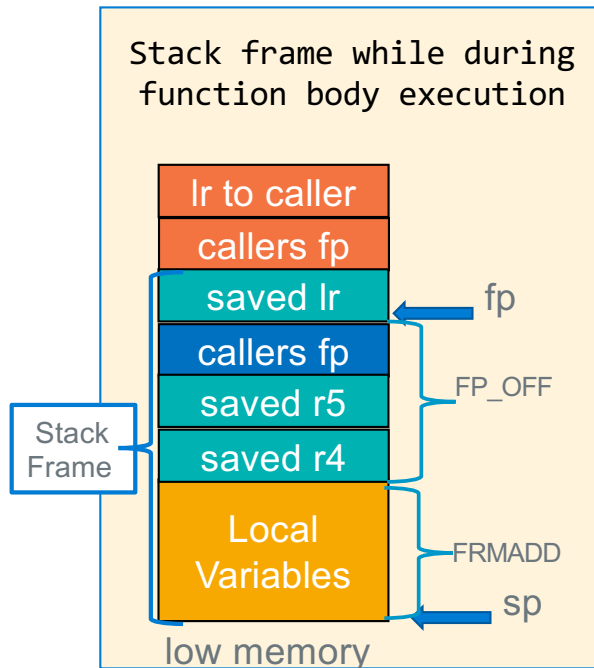 Stack frame while during
function body execution
lr to caller
callers fp
saved lr
fp
callers fp
FP_OFF
saved r5
Stack
Frame
saved r4
Local
Variables
FRMADD
sp
low memory